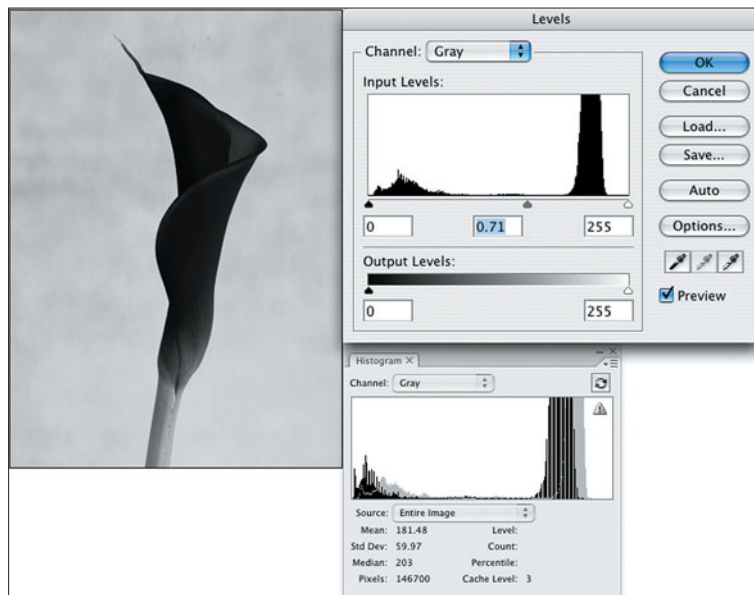 Levels
Channel: Gray
Input Levels:
0 0.71 255
Output Levels:
0 255
OK
Cancel
Load...
Save...
Auto
Options...
Preview
Histogram
Channel: Gray
Source: Entire Image
Mean: 181.48 Level:
Std Dev: 59.97 Count:
Median: 203 Percentile:
Pixels: 146700 Cache Level: 3